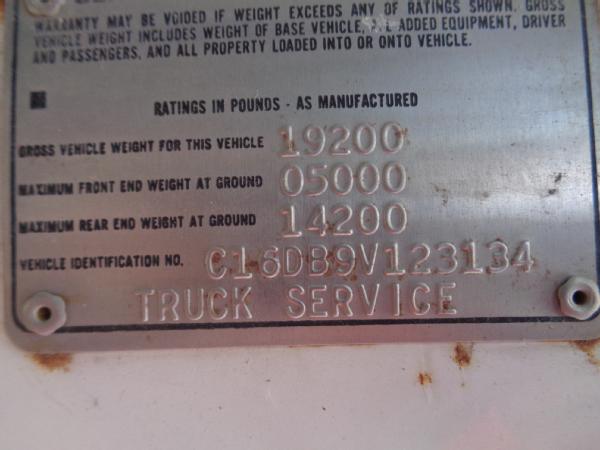 WARRANTY MAY BE VOIDED IF WEIGHT EXCEEDS ANY OF RATINGS SHOWN. GROSS
VEHICLE WEIGHT INCLUDES WEIGHT OF BASE VEHICLE, ADDED EQUIPMENT, DRIVER
AND PASSENGERS, AND ALL PROPERTY LOADED INTO OR ONTO VEHICLE.
RATINGS IN POUNDS - AS MANUFACTURED
GROSS VEHICLE WEIGHT FOR THIS VEHICLE 19200
MAXIMUM FRONT END WEIGHT AT GROUND 05000
MAXIMUM REAR END WEIGHT AT GROUND 14200
VEHICLE IDENTIFICATION NO. C16DB9V123134
TRUCK SERVICE